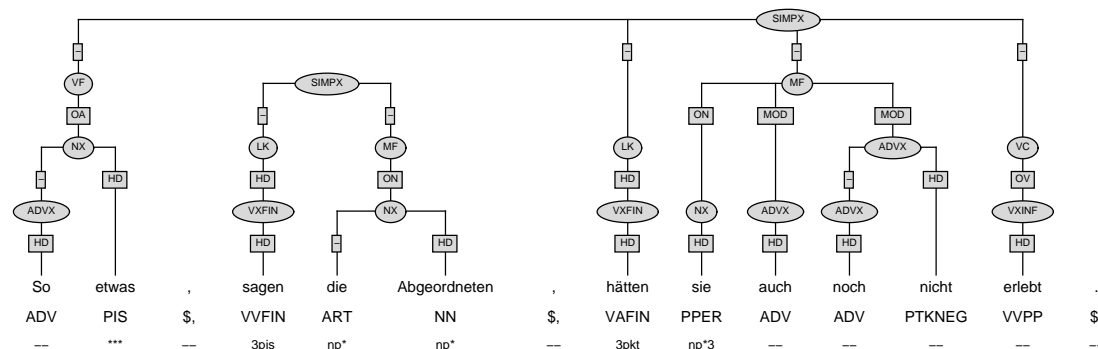 SIMPX
– – –
VF SIMPX MF
OA – – ON MOD MOD
NX LK MF LK ADVX VC
– HD HD ON HD – HD OV
ADVX VXFIN NX VXFIN NX ADVX ADVX VXINF
HD HD – HD HD HD HD HD HD
So etwas , sagen die Abgeordneten , hätten sie auch noch nicht erlebt .
ADV PIS $, VVFIN ART NN $, VAFIN PPER ADV ADV PTKNEG VVPP $
–– *** –– 3pis np* np* –– 3pkt np*3 –– –– –– –– ––